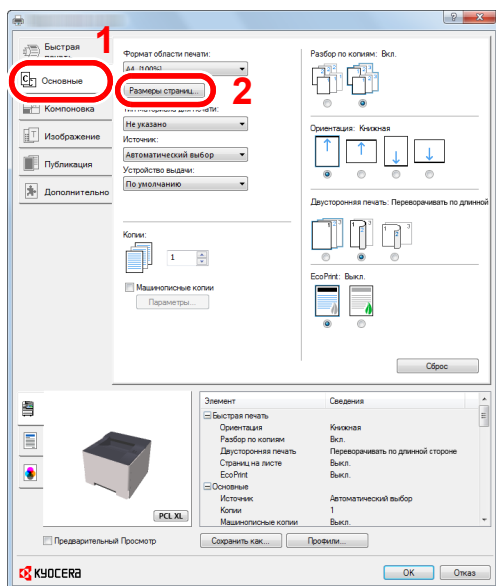 1
Быстрая
Основные
Компоновка
Изображение
Публикация
Дополнительно
Формат области печати:
A4 [100%]
Размеры страниц...
2
печати:
Не указано
Источник:
Автоматический выбор
Устройство выдачи:
По умолчанию
Копии:
1
Машинописные копии
Параметры...
Разбор по копиям: Вкл.
Ориентация: Книжная
Двусторонняя печать: Переворачивать по длинной
EcoPrint: Выкл.
Сброс
Элемент Сведения
Быстрая печать
Ориентация Книжная
Разбор по копиям Вкл.
Двусторонняя печать Переворачивать по длинной стороне
Страниц на листе Выкл.
EcoPrint Выкл.
Основные
Источник Автоматический выбор
Копии 1
Машинописные копии Выкл.
PCL XL
Предварительный Просмотр
Сохранить как...
Профили...
KYOCERA
OK
Отказ